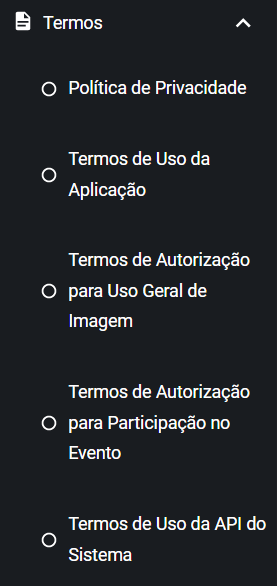 Termos
Política de Privacidade
Termos de Uso da
Aplicação
Termos de Autorização
para Uso Geral de
Imagem
Termos de Autorização
para Participação no
Evento
Termos de Uso da API do
Sistema